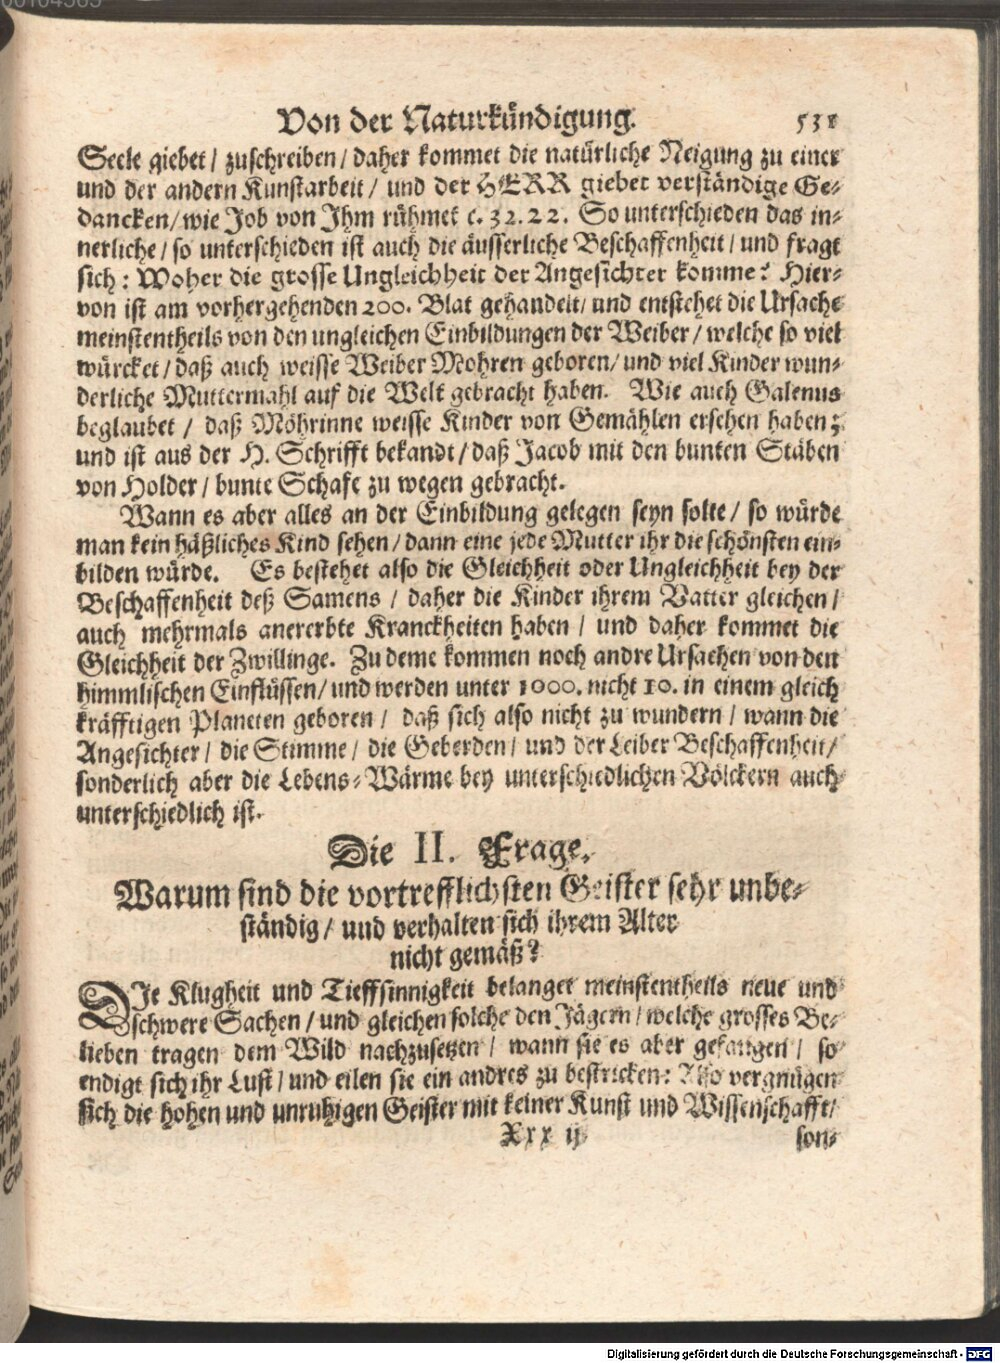 Von der Naturkündigung. 531
Seele giebet / zuschreiben / daher kommet die natürliche Neigung zu einer
und der andern Kunstarbeit / und der HERR giebet verständige Ge-
dancken / wie Job von Ihm rühmet c. 32. 22. So unterschieden das in-
nerliche / so unterschieden ist auch die äusserliche Beschaffenheit / und fragt
sich: Woher die grosse Ungleichheit der Angesichter komme? Hier-
von ist am vorhergehenden 200. Blat gehandelt / und entstehet die Ursache
meinstentheils von den ungleichen Einbildungen der Weiber / welche so viel
würcket / daß auch weisse Weiber Mohren geboren / und viel Kinder wun-
derliche Muttermahl auf die Welt gebracht haben. Wie auch Galenus
beglaubet / daß Möhrinne weisse Kinder von Gemählen ersehen haben;
und ist aus der H. Schrifft bekandt / daß Jacob mit den bunten Stäben
von Holder / bunte Schafe zu wegen gebracht.
Wann es aber alles an der Einbildung gelegen seyn solte / so würde
man kein häßliches Kind sehen / dann eine jede Mutter ihr die schönsten ein-
bilden würde. Es bestehet also die Gleichheit oder Ungleichheit bey der
Beschaffenheit deß Samens / daher die Kinder ihrem Vatter gleichen /
auch mehrmals anererbte Kranckheiten haben / und daher kommet die
Gleichheit der Zwillinge. Zu deme kommen noch andre Ursachen von den
himmlischen Einflüssen / und werden unter 1000. nicht 10. in einem gleich
kräfftigen Planeten geboren / daß sich also nicht zu wundern / wann die
Angesichter / die Stimme / die Geberden / und der Leiber Beschaffenheit /
sonderlich aber die Lebens-Wärme bey unterschiedlichen Völckern auch
unterschiedlich ist.
Die II. Frage.
Warum sind die vortrefflichsten Geister sehr unbe-
ständig / und verhalten sich ihrem Alter
nicht gemäß?
DIe Klugheit und Tieffsinnigkeit belanget meinstentheils neue und
schwere Sachen / und gleichen solche den Jägern / welche grosses Be-
lieben tragen dem Wild nachzusetzen / wann sie es aber gefangen / so
endigt sich ihr Lust / und eilen sie ein andres zu bestricken: Also vergnügen
sich die hohen und unruhigen Geister mit keiner Kunst und Wissenschafft /
Xxx ij son-
Digitalisierung gefördert durch die Deutsche Forschungsgemeinschaft - DFG